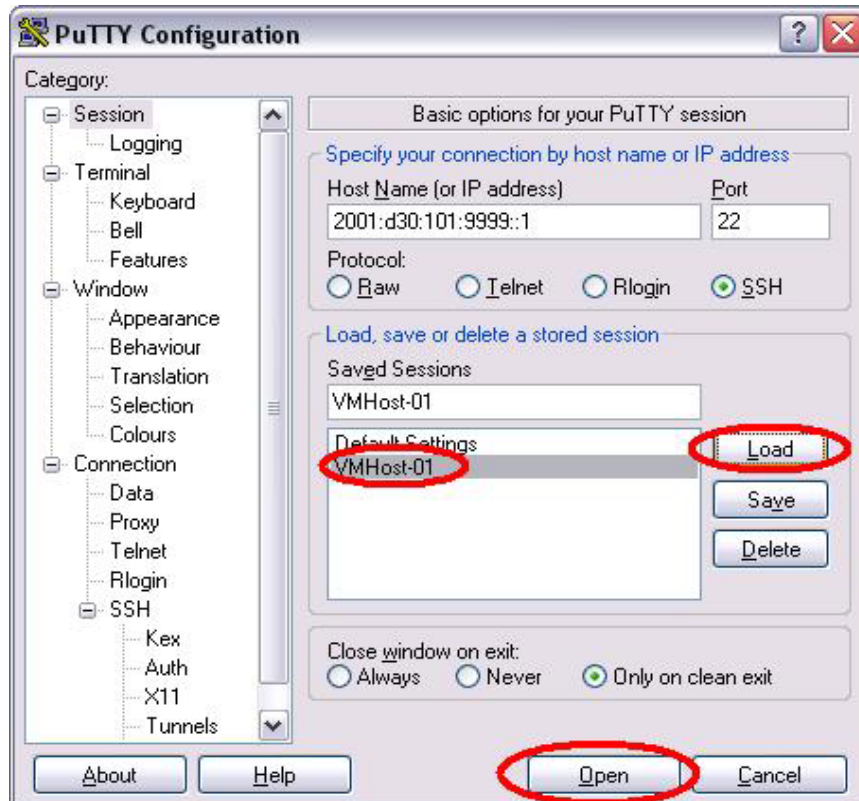 PuTTY Configuration
Category:
Session
Logging
Terminal
Keyboard
Bell
Features
Window
Appearance
Behaviour
Translation
Selection
Colours
Connection
Data
Proxy
Telnet
Rlogin
SSH
Kex
Auth
X11
Tunnels
Basic options for your PuTTY session
Specify your connection by host name or IP address
Host Name (or IP address) Port
2001:d30:101:9999::1 22
Protocol:
Raw Telnet Rlogin SSH
Load, save or delete a stored session
Saved Sessions
VMHost-01
Default Settings
VMHost-01
Load
Save
Delete
Close window on exit:
Always Never Only on clean exit
About Help Open Cancel